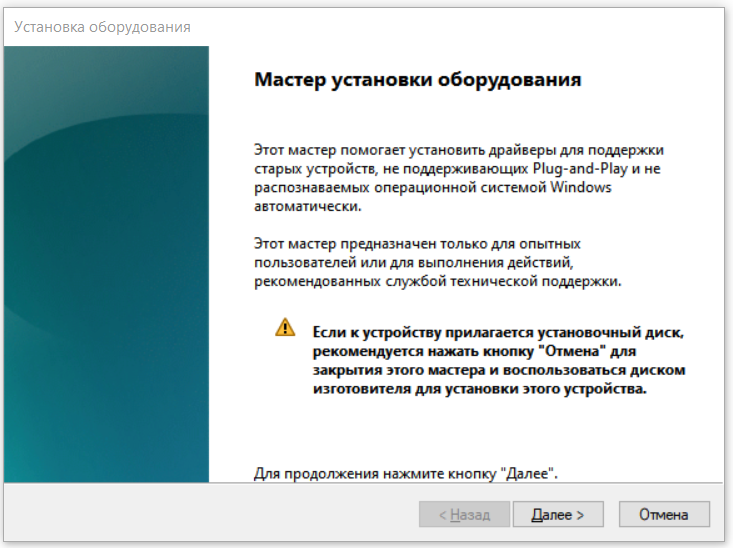 Установка оборудования
Мастер установки оборудования
Этот мастер помогает установить драйверы для поддержки
старых устройств, не поддерживающих Plug-and-Play и не
распознаваемых операционной системой Windows
автоматически.
Этот мастер предназначен только для опытных
пользователей или для выполнения действий,
рекомендованных службой технической поддержки.
Если к устройству прилагается установочный диск,
рекомендуется нажать кнопку "Отмена" для
закрытия этого мастера и воспользоваться диском
изготовителя для установки этого устройства.
Для продолжения нажмите кнопку "Далее".
< Назад
Далее >
Отмена